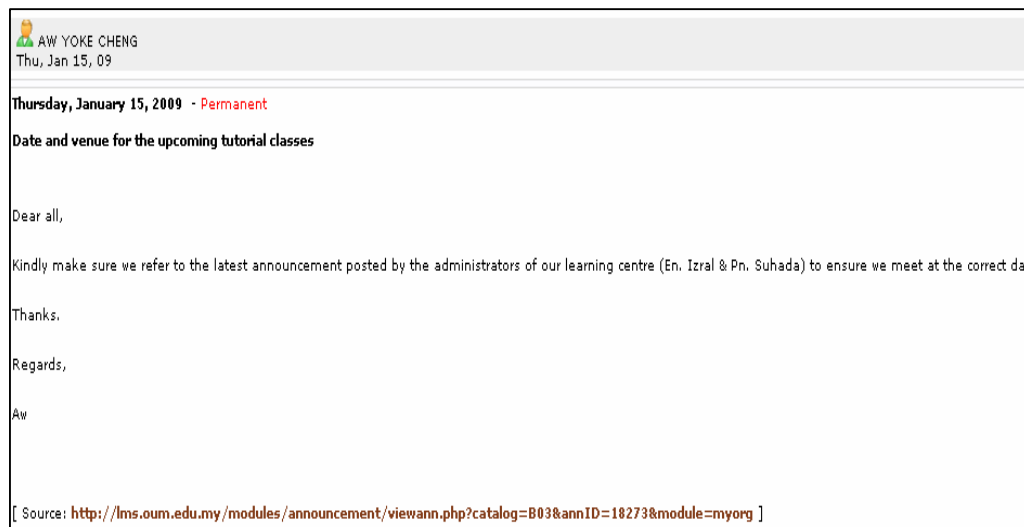 AW YOKE CHENG
Thu, Jan 15, 09
Thursday, January 15, 2009 - Permanent
Date and venue for the upcoming tutorial classes
Dear all,
Kindly make sure we refer to the latest announcement posted by the administrators of our learning centre (En. Izral & Pn. Suhada) to ensure we meet at the correct da
Thanks.
Regards,
Aw
[ Source: http://lms.oum.edu.my/modules/announcement/viewann.php?catalog=B03&annID=18273&module=myorg ]